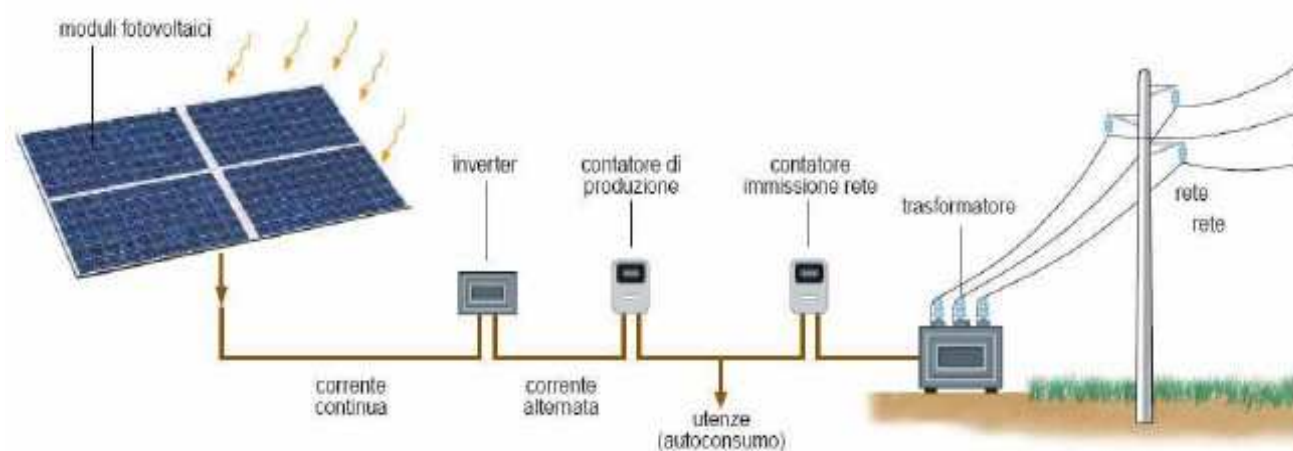 moduli fotovoltaici
inverter
contatore di
produzione
contatore
immissione rete
trasformatore
rete
rete
corrente
continua
corrente
alternata
utenze
(autoconsumo)